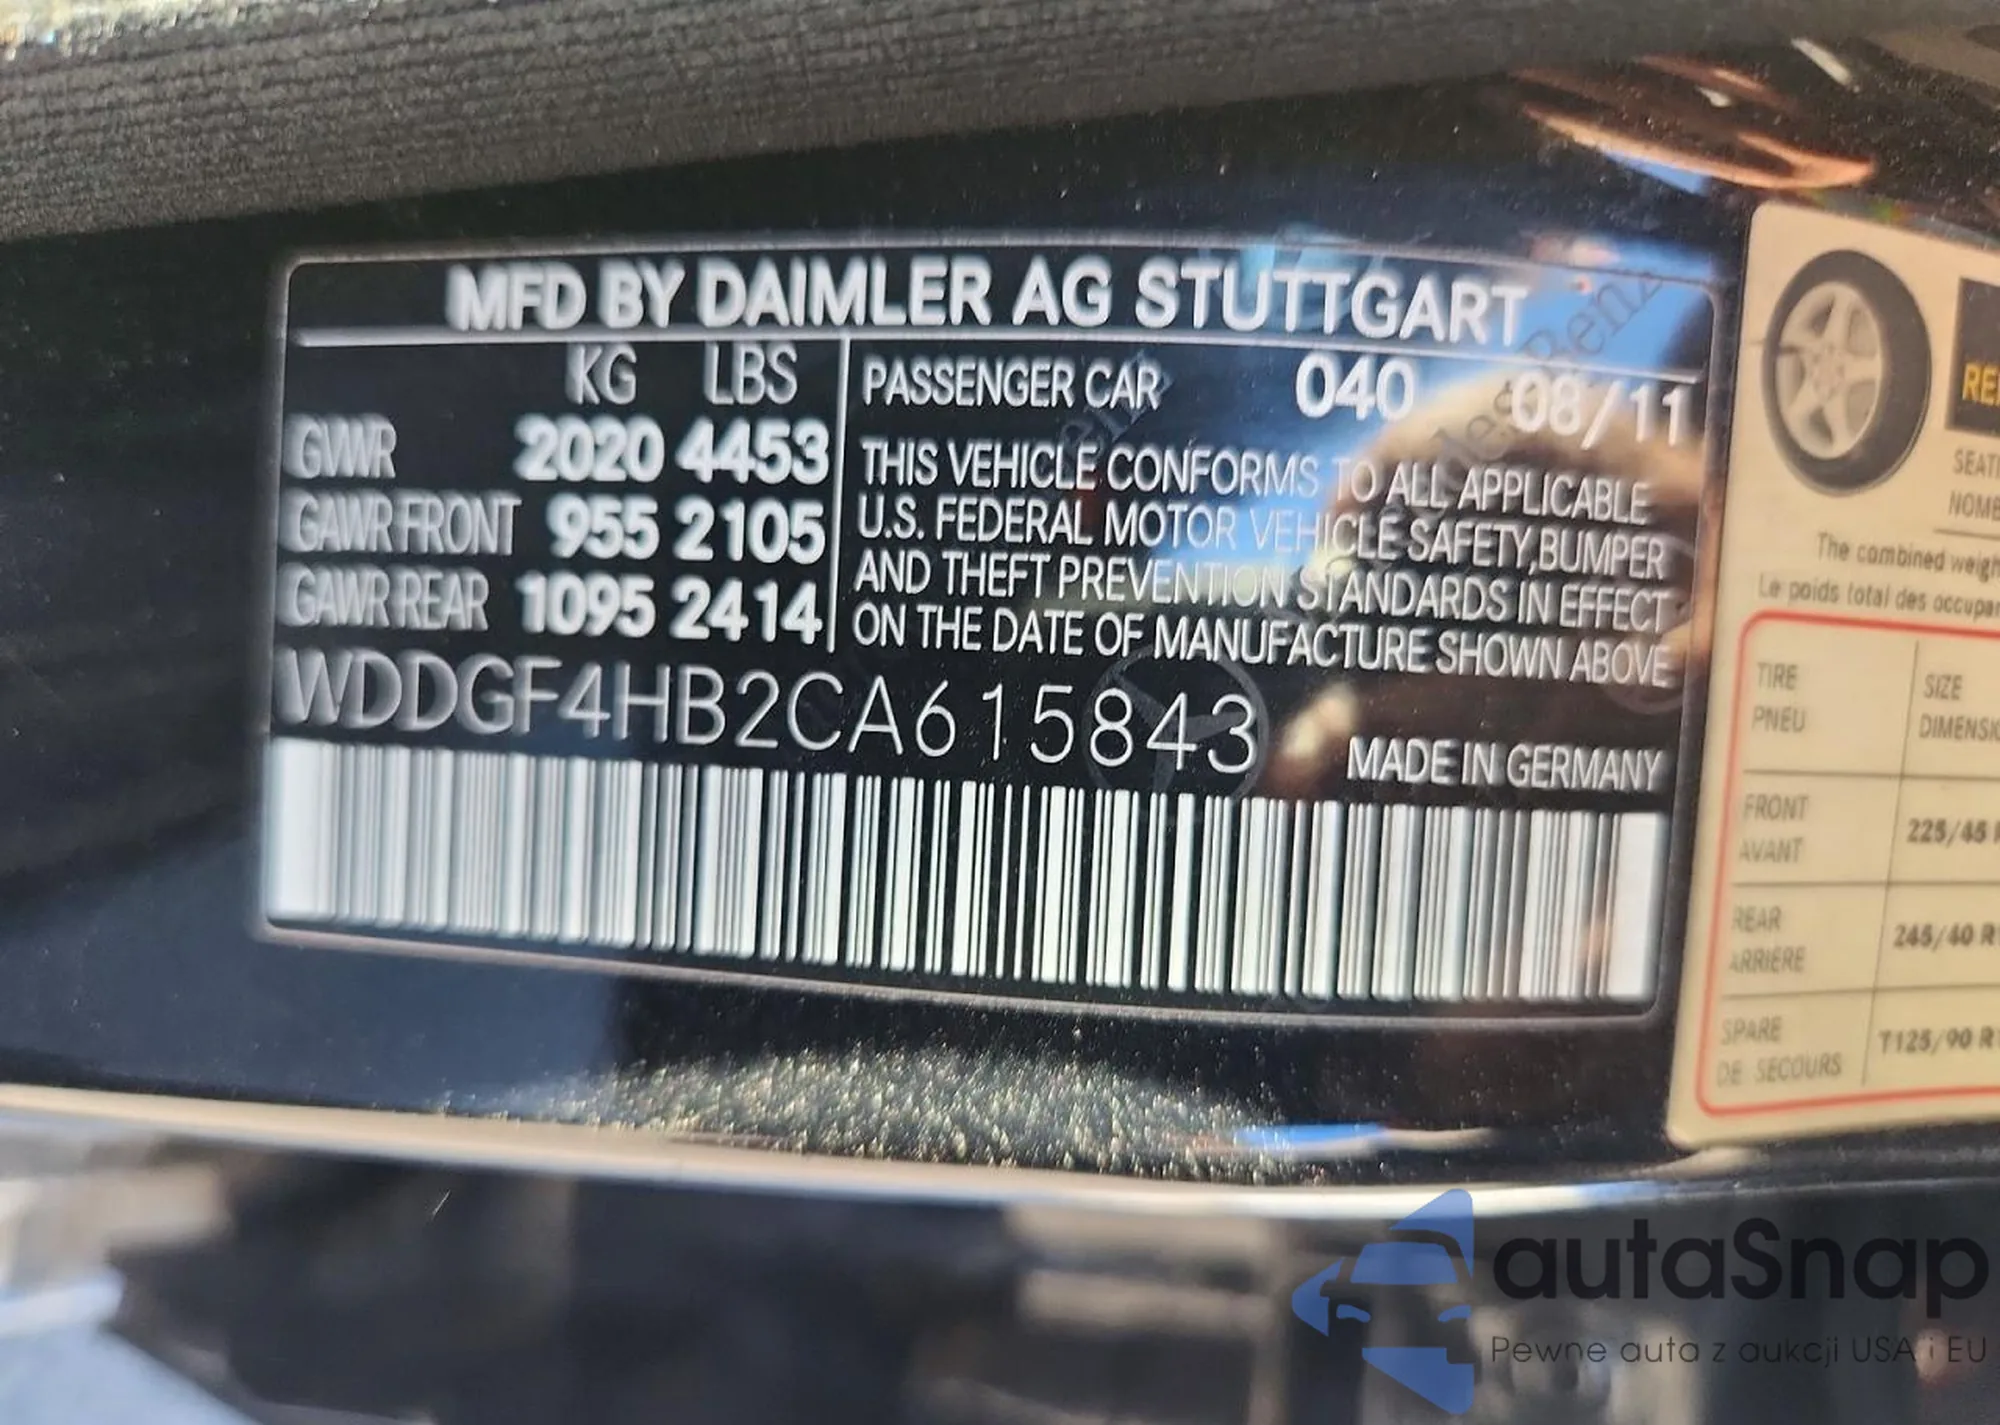 MFD BY DAIMLER AG STUTTGART
KG LBS
GVWR 2020 4453
GAWR FRONT 955 2105
GAWR REAR 1095 2414
PASSENGER CAR 040 08/11
THIS VEHICLE CONFORMS TO ALL APPLICABLE
U.S. FEDERAL MOTOR VEHICLE SAFETY, BUMPER
AND THEFT PREVENTION STANDARDS IN EFFECT
ON THE DATE OF MANUFACTURE SHOWN ABOVE
WDDGF4HB2CA615843
MADE IN GERMANY
The combined
Le poids total des
TIRE SIZE
PNEU
FRONT 225/45
AVANT
REAR 245/40 R
ARRIERE
SPARE T125/90 R
DE SECOURS
autaSnap
Pewne auta z aukcji USA i EU